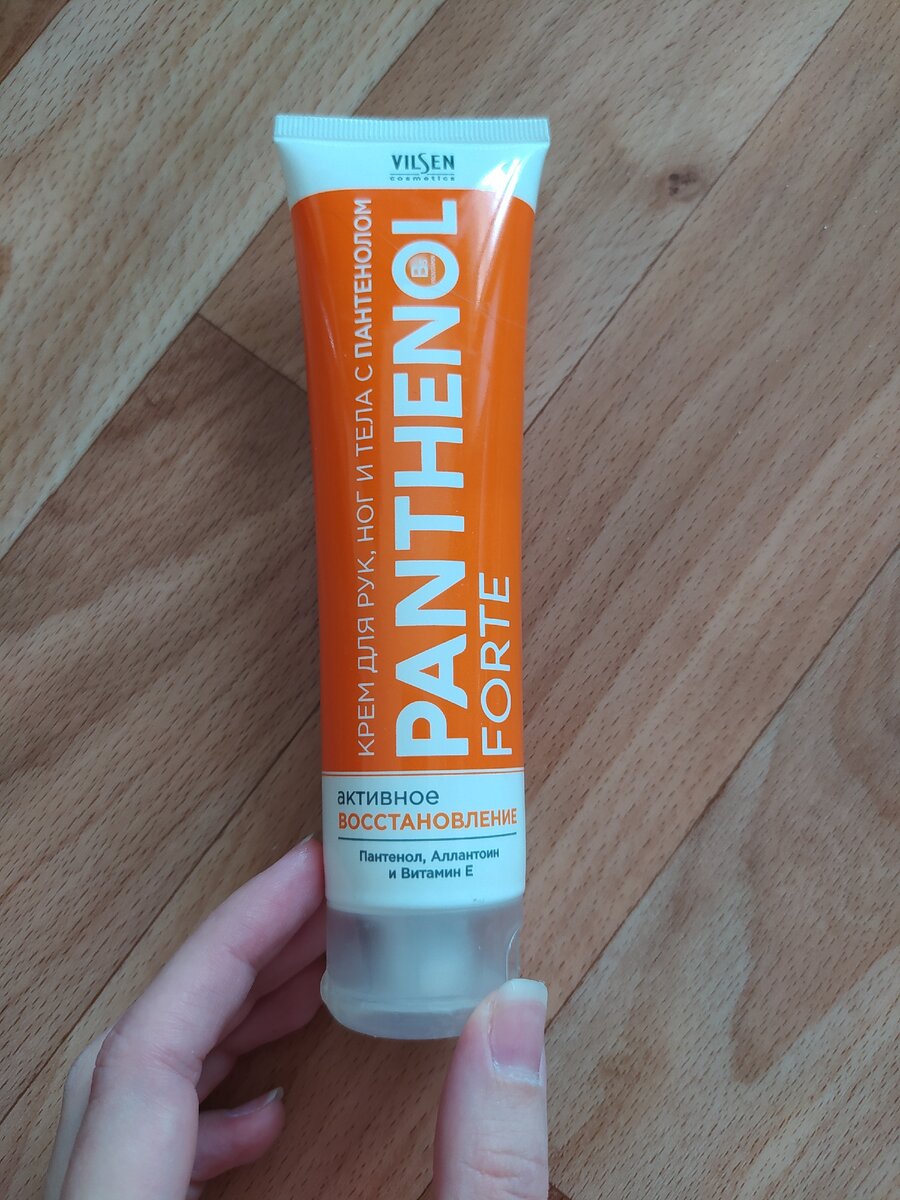 VILSEN
cosmetics
КРЕМ ДЛЯ РУК, НОГ И ТЕЛА С ПАНТЕНОЛОМ
PANTHENOL
FORTE
активное
ВОССТАНОВЛЕНИЕ
Пантенол, Аллантоин
и Витамин Е